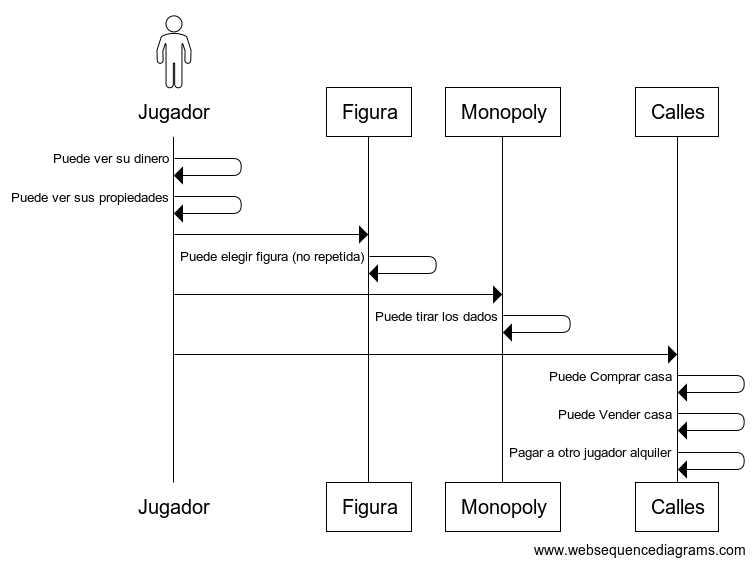 Jugador
Figura
Monopoly
Calles
Puede ver su dinero
Puede ver sus propiedades
Puede elegir figura (no repetida)
Puede tirar los dados
Puede Comprar casa
Puede Vender casa
Pagar a otro jugador alquiler
Jugador
Figura
Monopoly
Calles
www.websequencediagrams.com